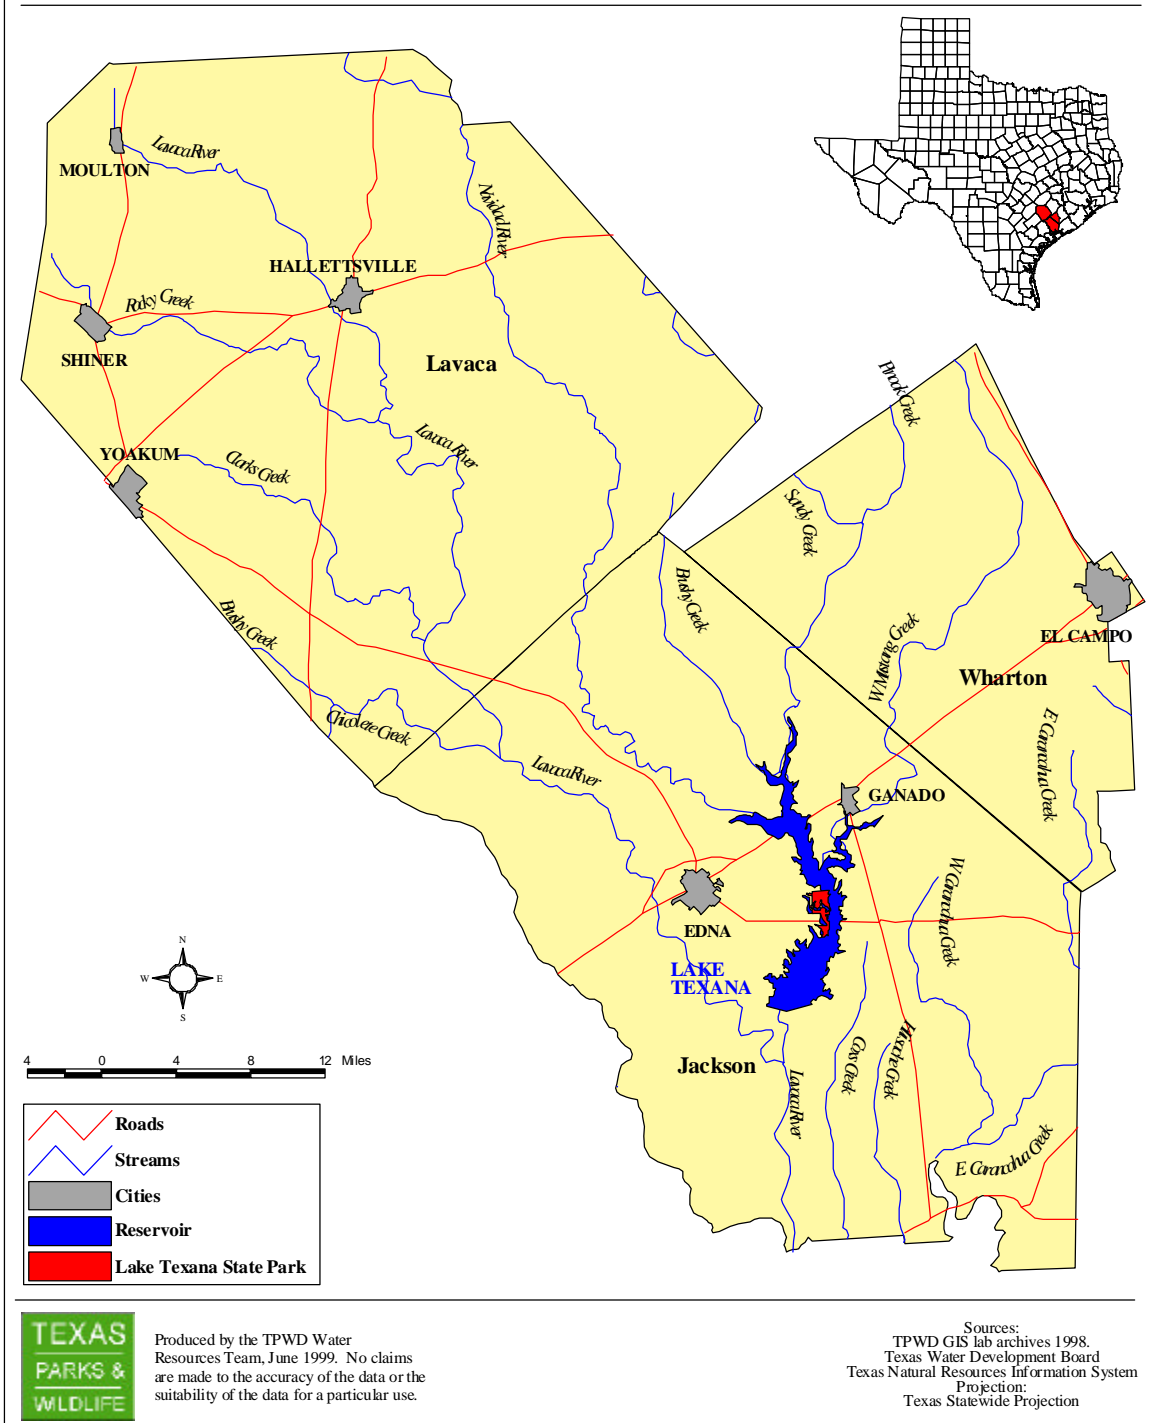 MOULTON
Lavaca River
Navidad River
HALLETTSVILLE
Rocky Creek
SHINER
Lavaca
Pinoak Creek
Lavaca River
YOAKUM
Clarks Creek
Sandy Creek
Brushy Creek
Brushy Creek
W Mustang Creek
EL CAMPO
Wharton
Chicolete Creek
E Carancahua Creek
Lavaca River
GANADO
W Carancahua Creek
EDNA
LAKE
TEXANA
N
W
E
S
Jackson
Cox Creek
Lavaca River
E Carancahua Creek
4 0 4 8 12 Miles
Roads
Streams
Cities
Reservoir
Lake Texana State Park
TEXAS
PARKS &
WILDLIFE
Produced by the TPWD Water
Resources Team, June 1999. No claims
are made to the accuracy of the data or the
suitability of the data for a particular use.
Sources:
TPWD GIS lab archives 1998.
Texas Water Development Board
Texas Natural Resources Information System
Projection:
Texas Statewide Projection